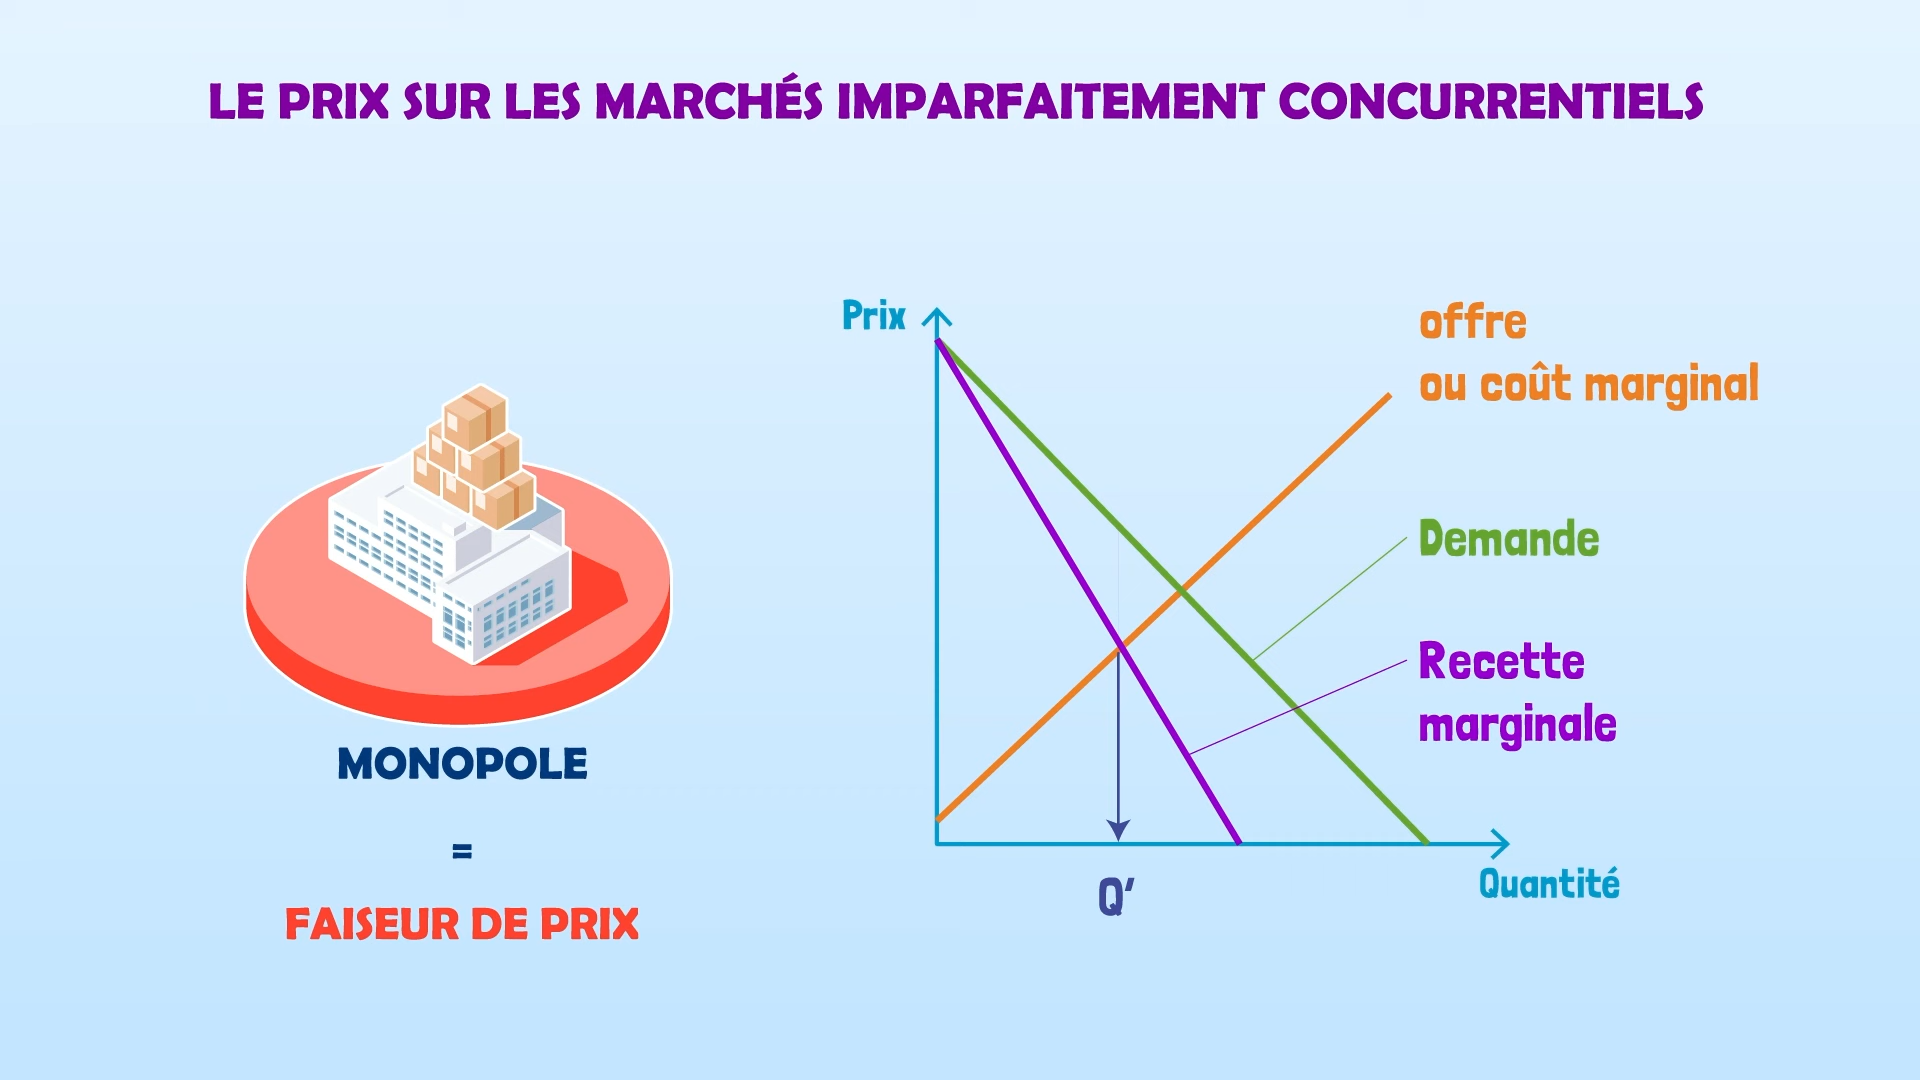 LE PRIX SUR LES MARCHÉS IMPARFAITEMENT CONCURRENTIELS
MONOPOLE
=
FAISEUR DE PRIX
Prix
offre
ou coût marginal
Demande
Recette
marginale
Quantité
Q'